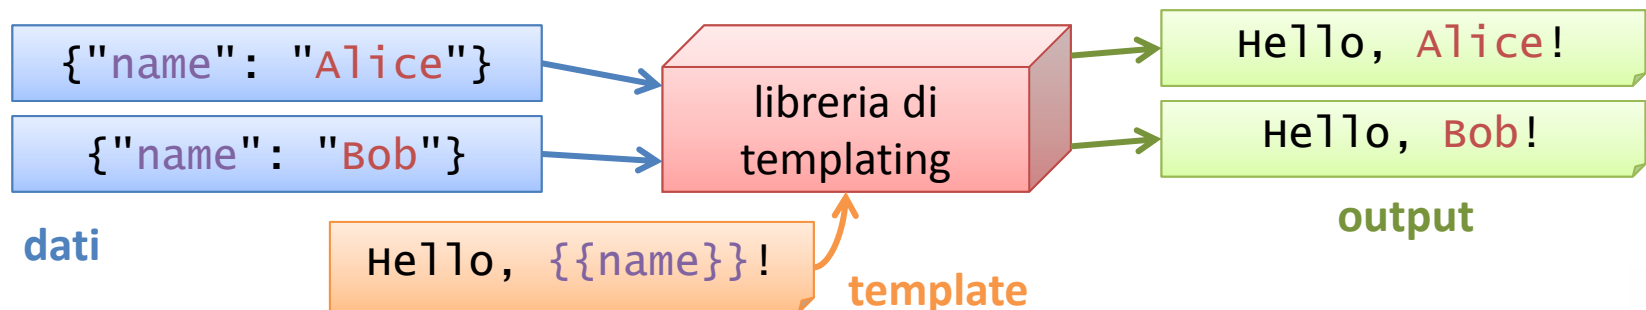 {"name": "Alice"}
{"name": "Bob"}
dati
libreria di
templating
Hello, {{name}}!
template
Hello, Alice!
Hello, Bob!
output